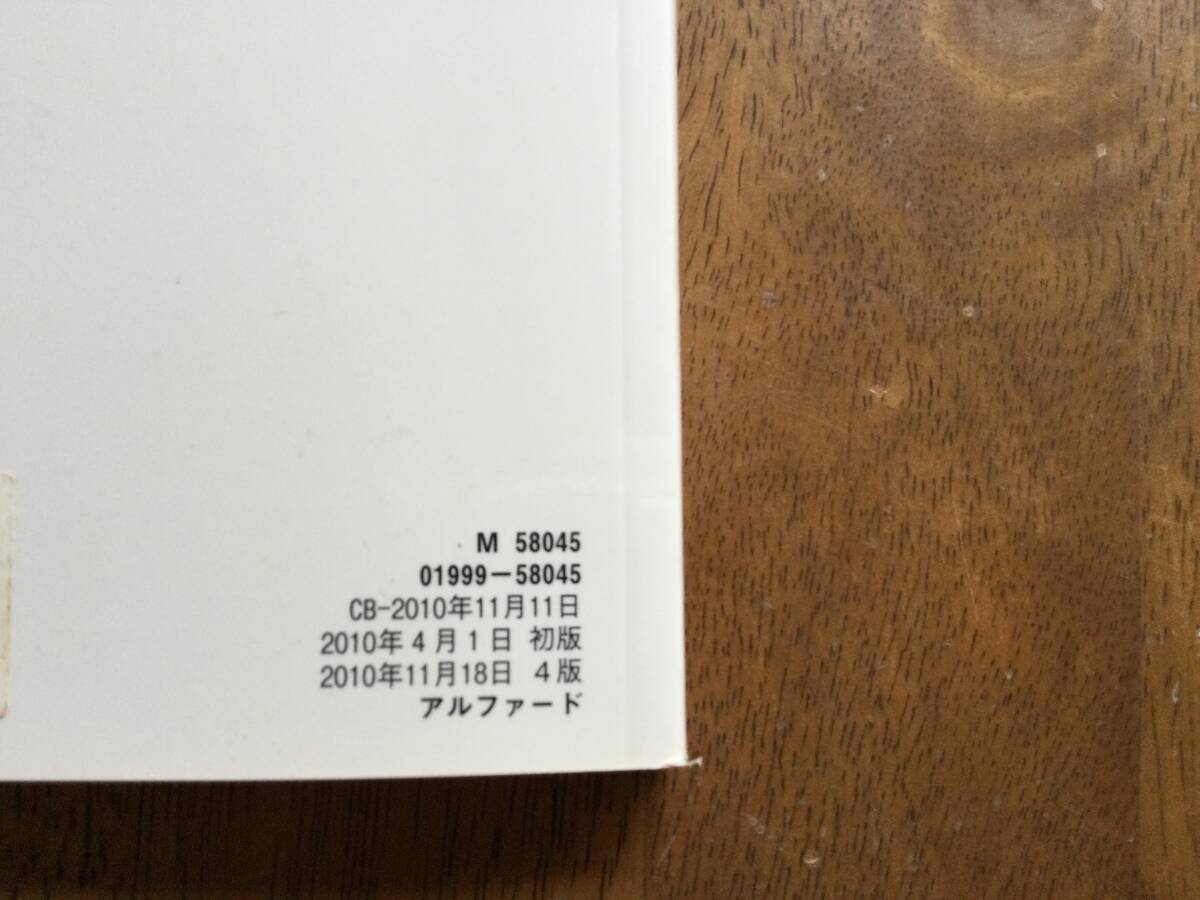 M 58045
01999−58045
CB-2010年11月11日
2010年４月１日 初版
2010年11月18日 ４版
アルファード